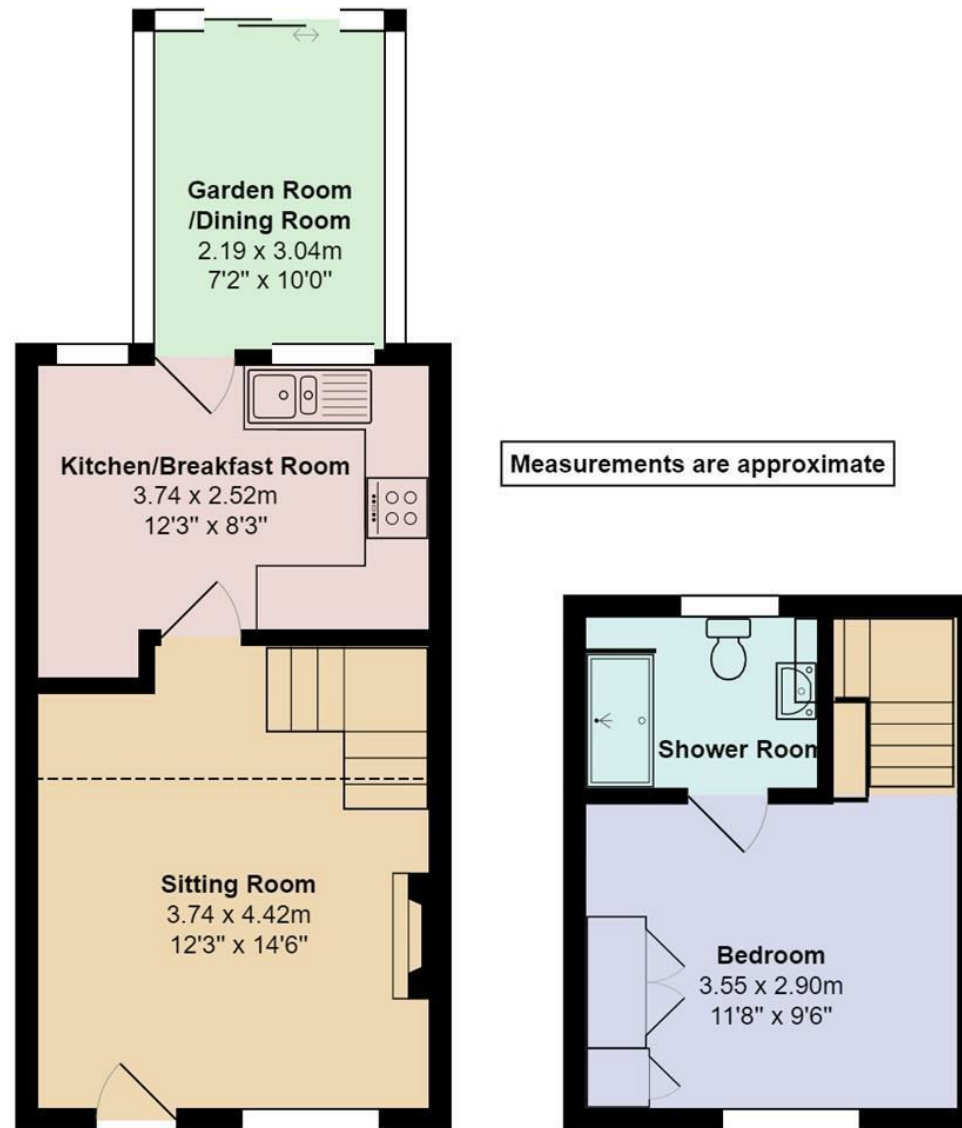 Garden Room
/Dining Room
2.19 x 3.04m
7'2" x 10'0"
Kitchen/Breakfast Room
3.74 x 2.52m
12'3" x 8'3"
Measurements are approximate
Sitting Room
3.74 x 4.42m
12'3" x 14'6"
Shower Room
Bedroom
3.55 x 2.90m
11'8" x 9'6"